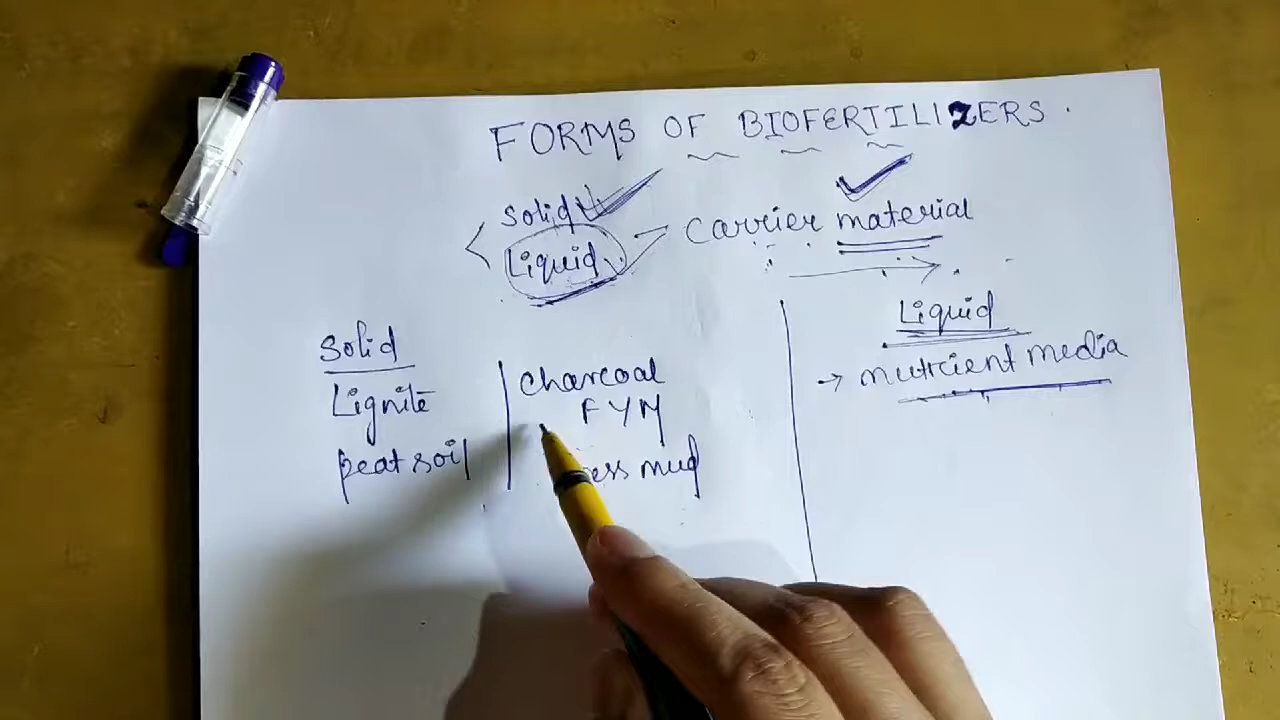 FORMS OF BIOFERTILIZERS.
Solid
Liquid
Carrier material
Solid
Lignite
peat soil
Charcoal
FYM
mud
Liquid
→ nutrient media